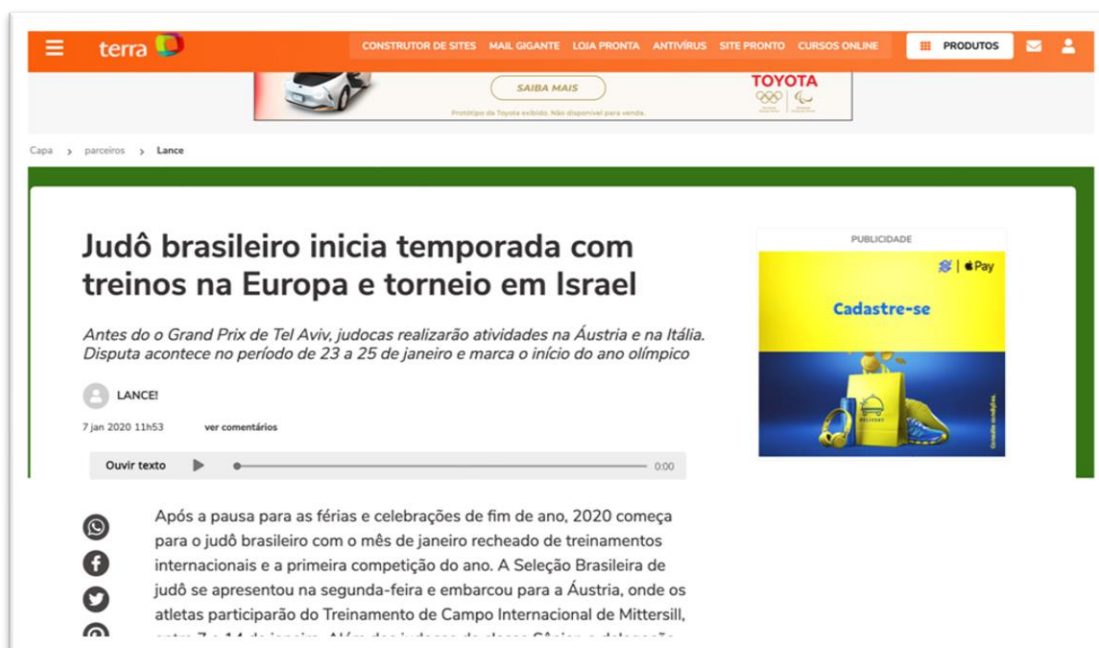 terra
CONSTRUTOR DE SITES MAIL GIGANTE LOJA PRONTA ANTIVÍRUS SITE PRONTO CURSOS ONLINE PRODUTOS
SAIBA MAIS
TOYOTA
Protótipo da Toyota exibido. Não disponível para venda.
Capa > parceiros > Lance
Judô brasileiro inicia temporada com
treinos na Europa e torneio em Israel
Antes do o Grand Prix de Tel Aviv, judocas realizarão atividades na Áustria e na Itália.
Disputa acontece no período de 23 a 25 de janeiro e marca o início do ano olímpico
LANCE!
7 jan 2020 11h53 ver comentários
Ouvir texto 0:00
PUBLICIDADE
Pay
Cadastre-se
DELIVERY
Consulte condições.
Após a pausa para as férias e celebrações de fim de ano, 2020 começa
para o judô brasileiro com o mês de janeiro recheado de treinamentos
internacionais e a primeira competição do ano. A Seleção Brasileira de
judô se apresentou na segunda-feira e embarcou para a Áustria, onde os
atletas participarão do Treinamento de Campo Internacional de Mittersill,